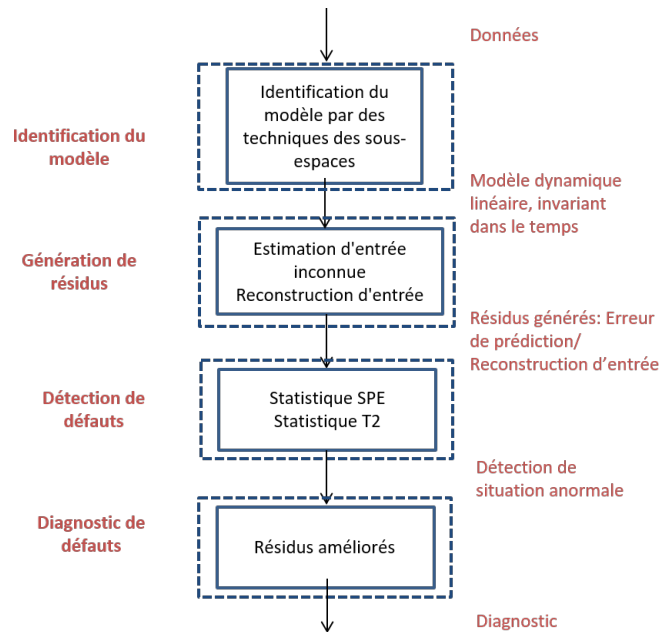 Données
Identification du
modèle par des
techniques des sous-
espaces
Identification du
modèle
Modèle dynamique
linéaire, invariant
dans le temps
Estimation d'entrée
inconnue
Reconstruction d'entrée
Génération de
résidus
Résidus générés: Erreur
de prédiction/
Reconstruction d’entrée
Statistique SPE
Statistique T2
Détection de
défauts
Détection de
situation anormale
Diagnostic de
défauts
Résidus améliorés
Diagnostic